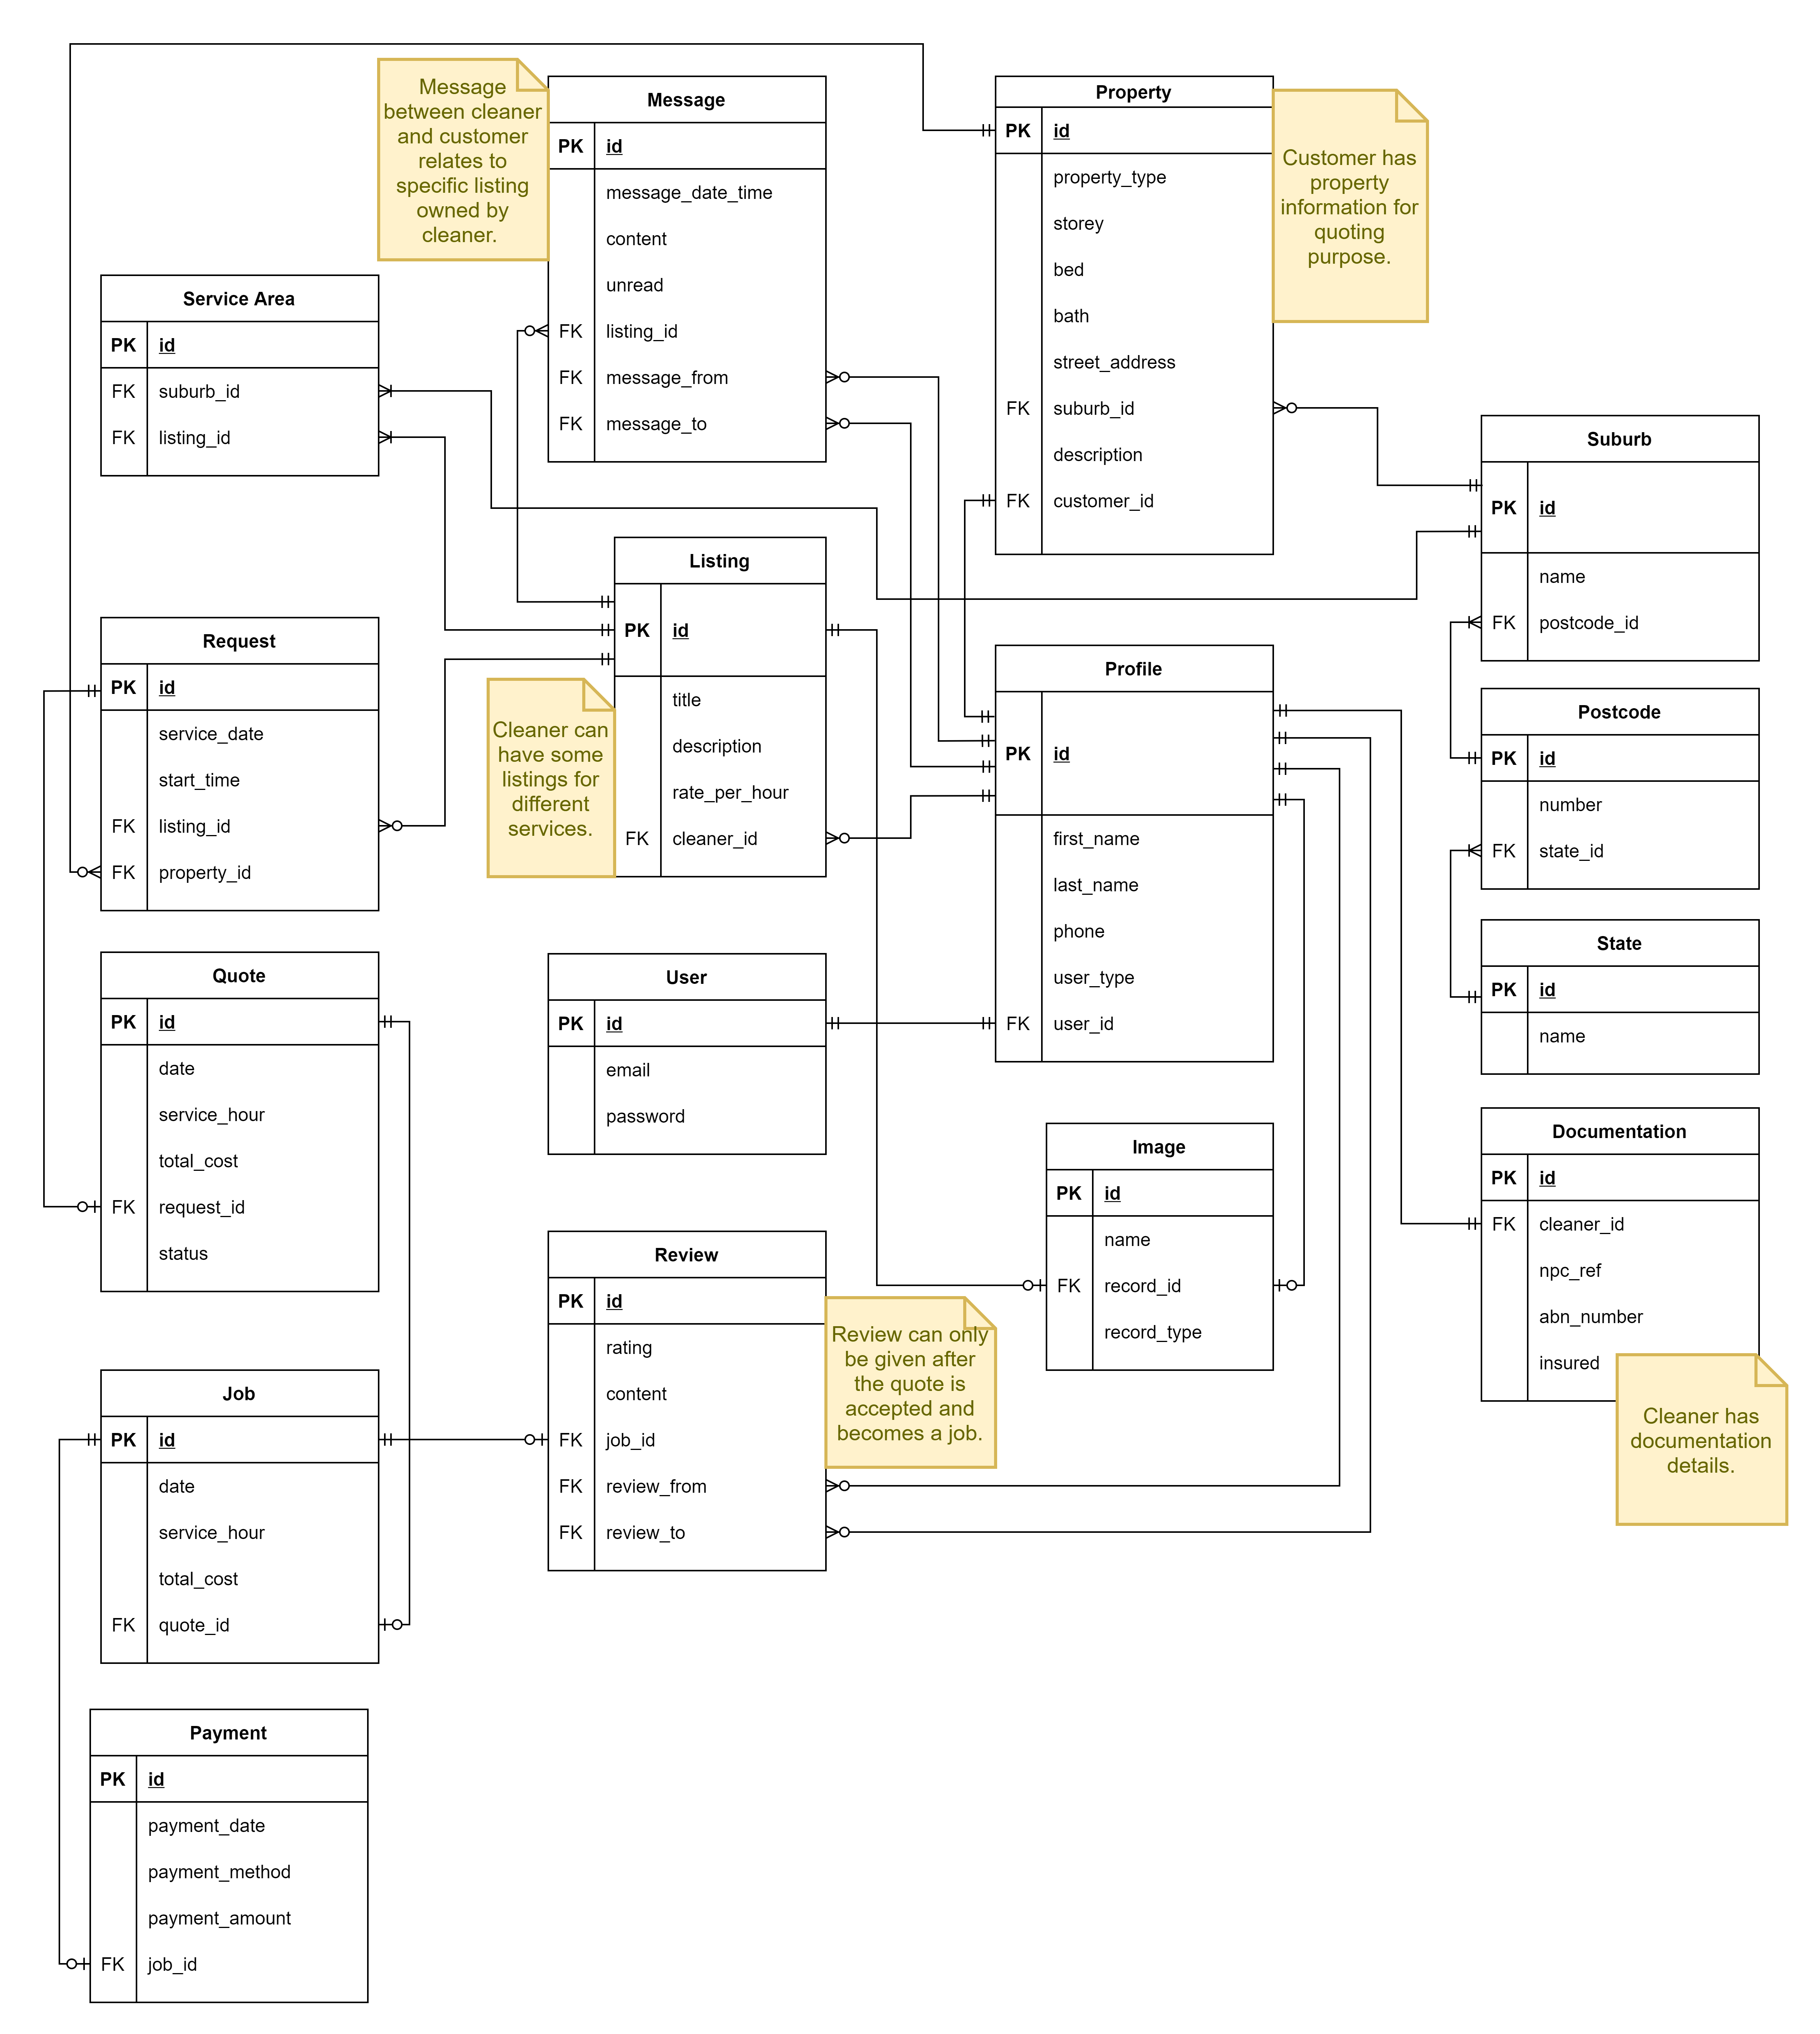 Message
between cleaner
and customer
relates to
specific listing
owned by
cleaner.
Message
PK id
message_date_time
content
unread
FK listing_id
FK message_from
FK message_to
Property
PK id
property_type
storey
bed
bath
street_address
FK suburb_id
description
FK customer_id
Customer has
property
information for
quoting
purpose.
Service Area
PK id
FK suburb_id
FK listing_id
Suburb
PK id
name
FK postcode_id
Listing
PK id
title
description
rate_per_hour
FK cleaner_id
Cleaner can
have some
listings for
different
services.
Request
PK id
service_date
start_time
FK listing_id
FK property_id
Profile
PK id
first_name
last_name
phone
user_type
FK user_id
Postcode
PK id
number
FK state_id
State
PK id
name
Quote
PK id
date
service_hour
total_cost
FK request_id
status
User
PK id
email
password
Image
PK id
name
FK record_id
record_type
Documentation
PK id
FK cleaner_id
npc_ref
abn_number
insured
Cleaner has
documentation
details.
Review
PK id
rating
content
FK job_id
FK review_from
FK review_to
Review can only
be given after
the quote is
accepted and
becomes a job.
Job
PK id
date
service_hour
total_cost
FK quote_id
Payment
PK id
payment_date
payment_method
payment_amount
FK job_id